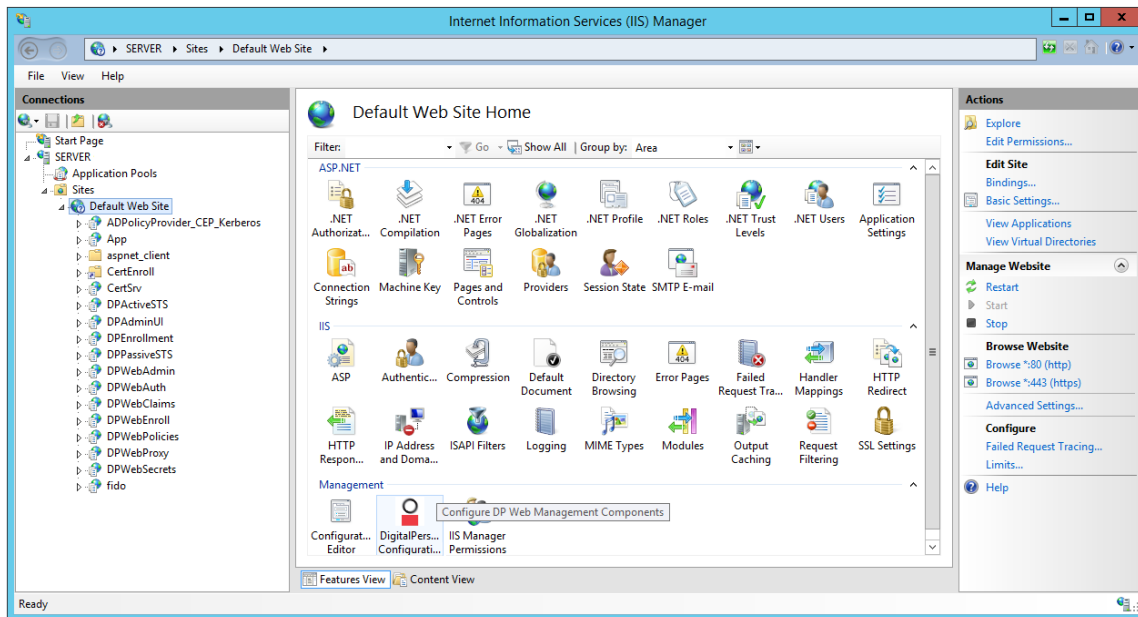 Internet Information Services (IIS) Manager
SERVER Sites Default Web Site
File View Help
Connections
Start Page
SERVER
Application Pools
Sites
Default Web Site
ADPolicyProvider_CEP_Kerberos
App
aspnet_client
CertEnroll
CertSrv
DPActiveSTS
DPAdminUI
DPEnrollment
DPPassiveSTS
DPWebAdmin
DPWebAuth
DPWebClaims
DPWebEnroll
DPWebPolicies
DPWebProxy
DPWebSecrets
fido
Default Web Site Home
Filter: Go Show All Group by: Area
ASP.NET
.NET Authorizat...
.NET Compilation
.NET Error Pages
.NET Globalization
.NET Profile
.NET Roles
.NET Trust Levels
.NET Users
Application Settings
Connection Strings
Machine Key
Pages and Controls
Providers
Session State
SMTP E-mail
IIS
ASP
Authentic...
Compression
Default Document
Directory Browsing
Error Pages
Failed Request Tra...
Handler Mappings
HTTP Redirect
HTTP Respon...
IP Address and Doma...
ISAPI Filters
Logging
MIME Types
Modules
Output Caching
Request Filtering
SSL Settings
Management
Configurat... Editor
DigitalPers... Configurati...
IIS Manager Permissions
Configure DP Web Management Components
Features View Content View
Actions
Explore
Edit Permissions...
Edit Site
Bindings...
Basic Settings...
View Applications
View Virtual Directories
Manage Website
Restart
Start
Stop
Browse Website
Browse *:80 (http)
Browse *:443 (https)
Advanced Settings...
Configure
Failed Request Tracing...
Limits...
Help
Ready